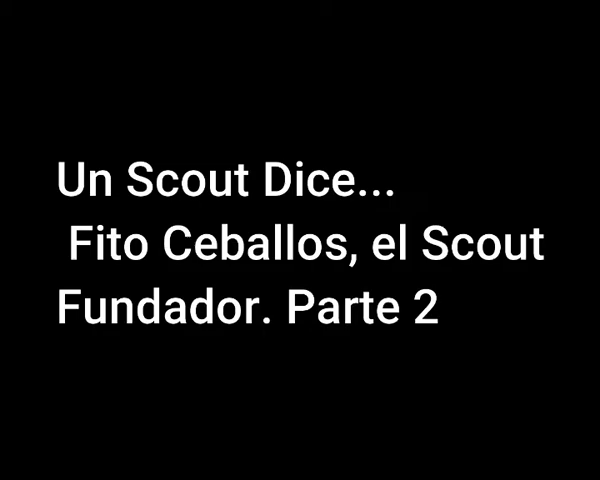 Un Scout Dice...
Fito Ceballos, el Scout
Fundador. Parte 2